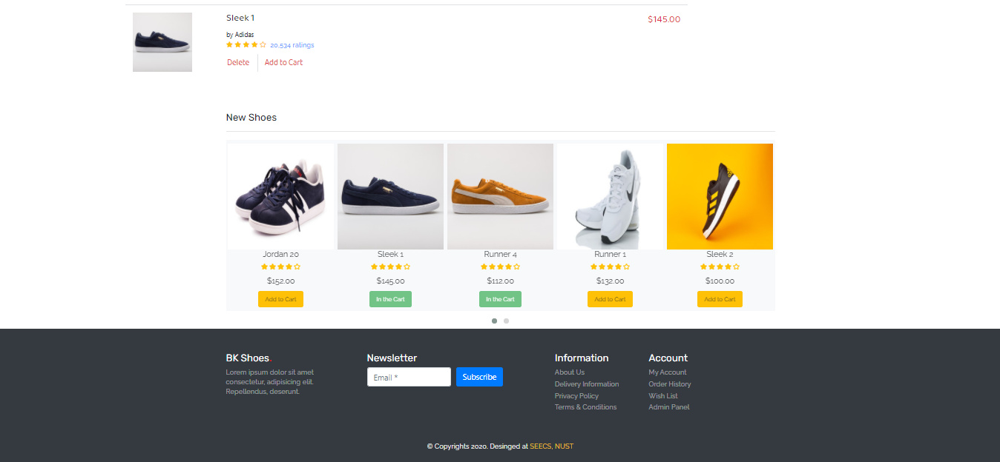 Sleek 1
$145.00
by Adidas
20,534 ratings
Delete
Add to Cart
New Shoes
Jordan 20
$152.00
Add to Cart
Sleek 1
$145.00
In the Cart
Runner 4
$112.00
In the Cart
Runner 1
$132.00
Add to Cart
Sleek 2
$100.00
Add to Cart
BK Shoes.
Lorem ipsum dolor sit amet
consectetur, adipisicing elit.
Repellendus, deserunt.
Newsletter
Email *
Subscribe
Information
About Us
Delivery Information
Privacy Policy
Terms & Conditions
Account
My Account
Order History
Wish List
Admin Panel
© Copyrights 2020. Desinged at SEECS, NUST